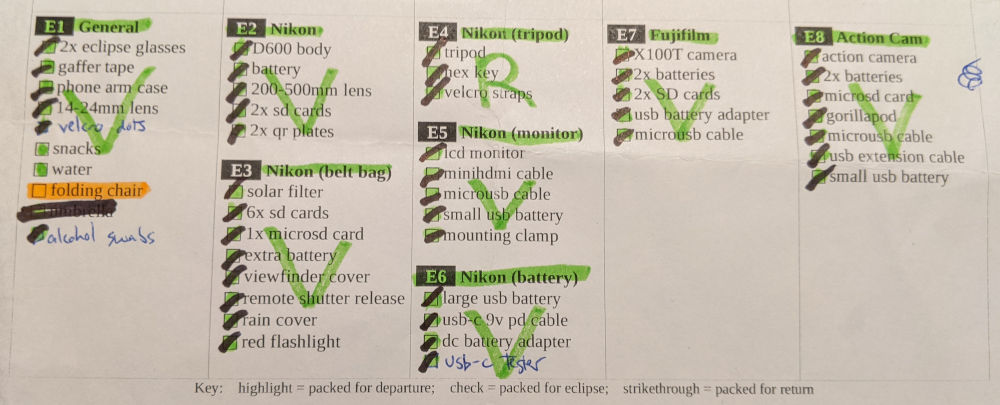 E1 General
2x eclipse glasses
gaffer tape
phone arm case
14-24mm lens
velcro dots
snacks
water
folding chair
umbrella
alcohol swabs
E2 Nikon
D600 body
battery
200-500mm lens
2x sd cards
2x qr plates
E3 Nikon (belt bag)
solar filter
6x sd cards
1x microsd card
extra battery
viewfinder cover
remote shutter release
rain cover
red flashlight
E4 Nikon (tripod)
tripod
hex key
velcro straps
R
E5 Nikon (monitor)
lcd monitor
minihdmi cable
microusb cable
small usb battery
mounting clamp
E6 Nikon (battery)
large usb battery
usb-c 9v pd cable
dc battery adapter
usb-c tester
E7 Fujifilm
X100T camera
2x batteries
2x SD cards
usb battery adapter
microusb cable
E8 Action Cam
action camera
2x batteries
microsd card
gorillapod
microusb cable
usb extension cable
small usb battery
Key: highlight = packed for departure; check = packed for eclipse; strikethrough = packed for return